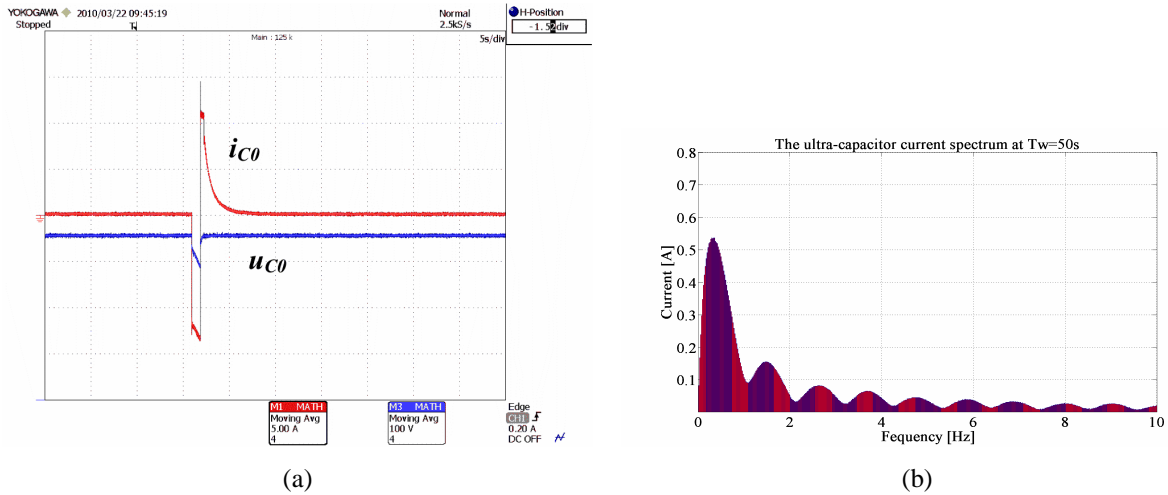 YOKOGAWA 2010/03/22 09:45:19
Stopped
Normal
2.5kS/s
H-Position
-1.52div
Main : 125 k
5s/div
iC0
uC0
M1 MATH
Moving Avg
5.00 A
4
M3 MATH
Moving Avg
100 V
4
Edge
CH1
0.20 A
DC OFF
(a)
The ultra-capacitor current spectrum at Tw=50s
Current [A]
0.8
0.7
0.6
0.5
0.4
0.3
0.2
0.1
0 2 4 6 8 10
Fequency [Hz]
(b)